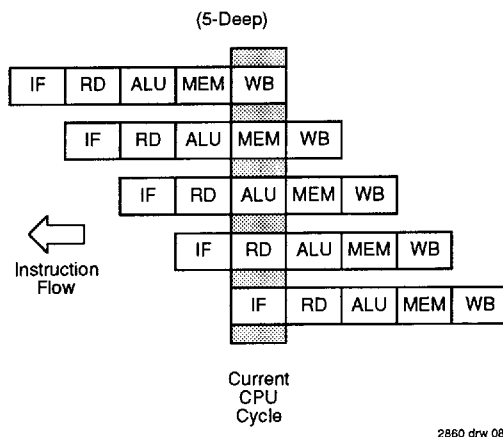 (5-Deep)
IF RD ALU MEM WB
IF RD ALU MEM WB
IF RD ALU MEM WB
IF RD ALU MEM WB
IF RD ALU MEM WB
Instruction
Flow
Current
CPU
Cycle
2860 drw 08